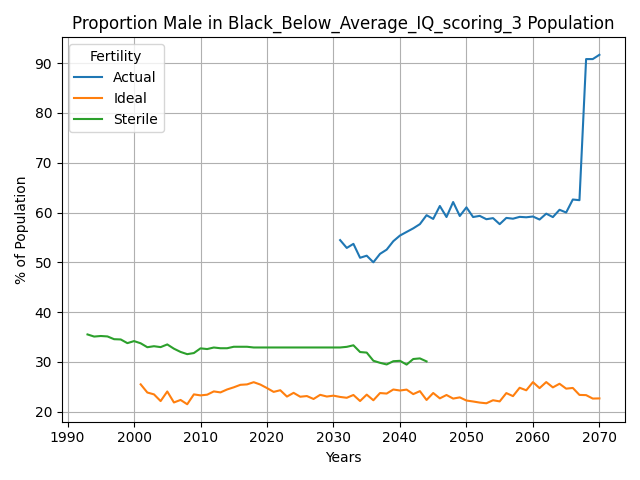 Proportion Male in Black_Below_Average_IQ_scoring_3 Population
Fertility
Actual
Ideal
Sterile
% of Population
90
80
70
60
50
40
30
20
1990 2000 2010 2020 2030 2040 2050 2060 2070
Years